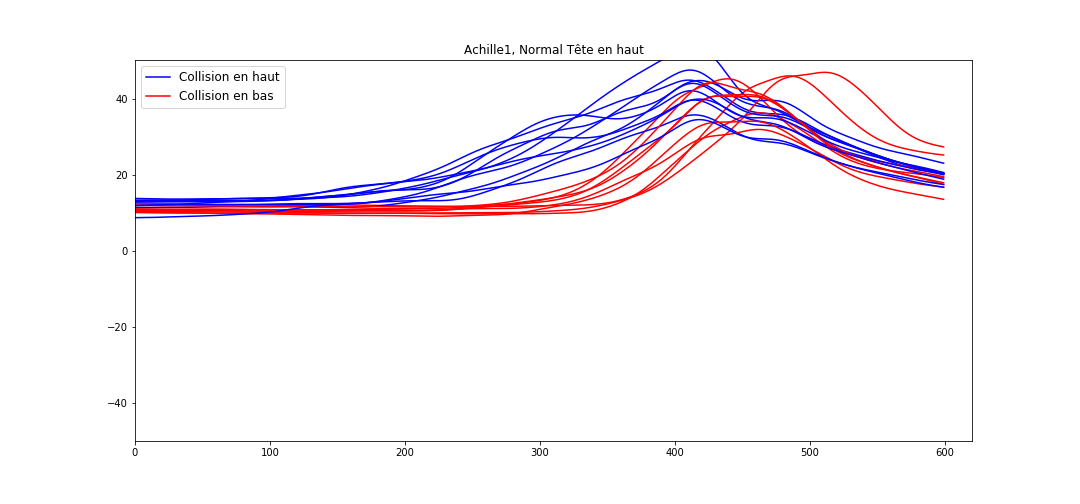 Achille1, Normal Tête en haut
Collision en haut
Collision en bas
40
20
0
−20
−40
0 100 200 300 400 500 600